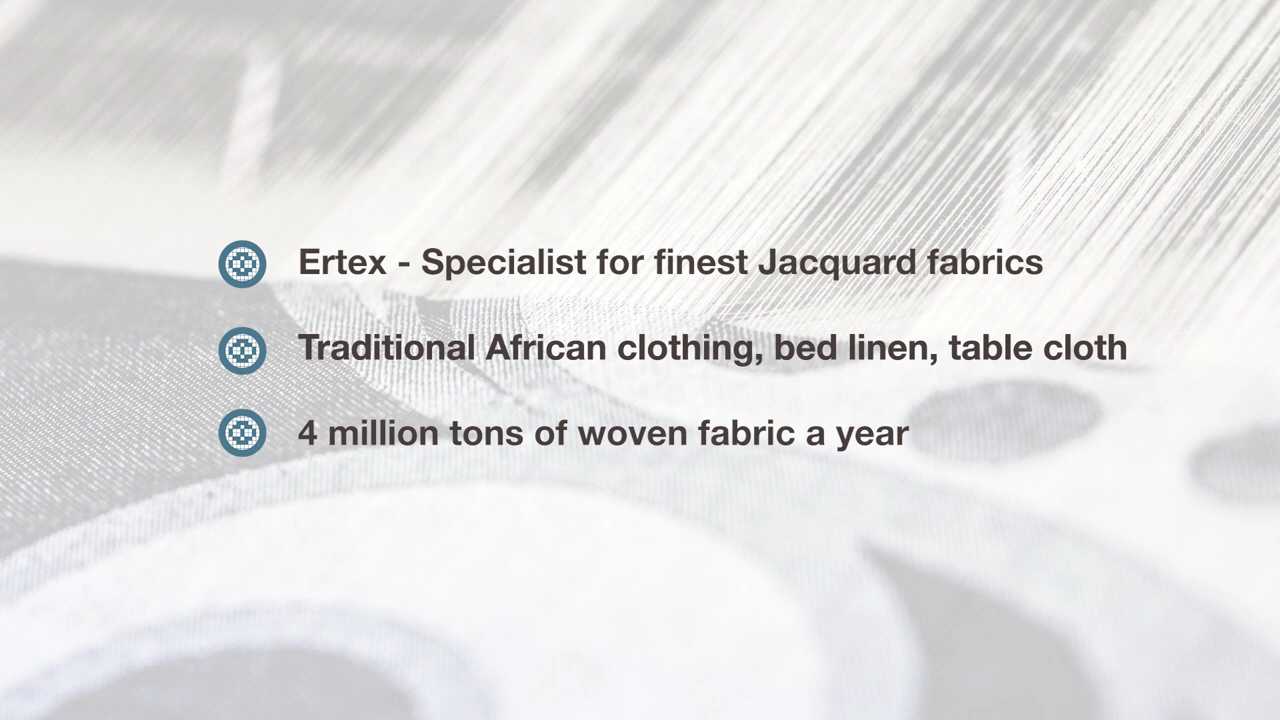 Ertex - Specialist for finest Jacquard fabrics
Traditional African clothing, bed linen, table cloth
4 million tons of woven fabric a year